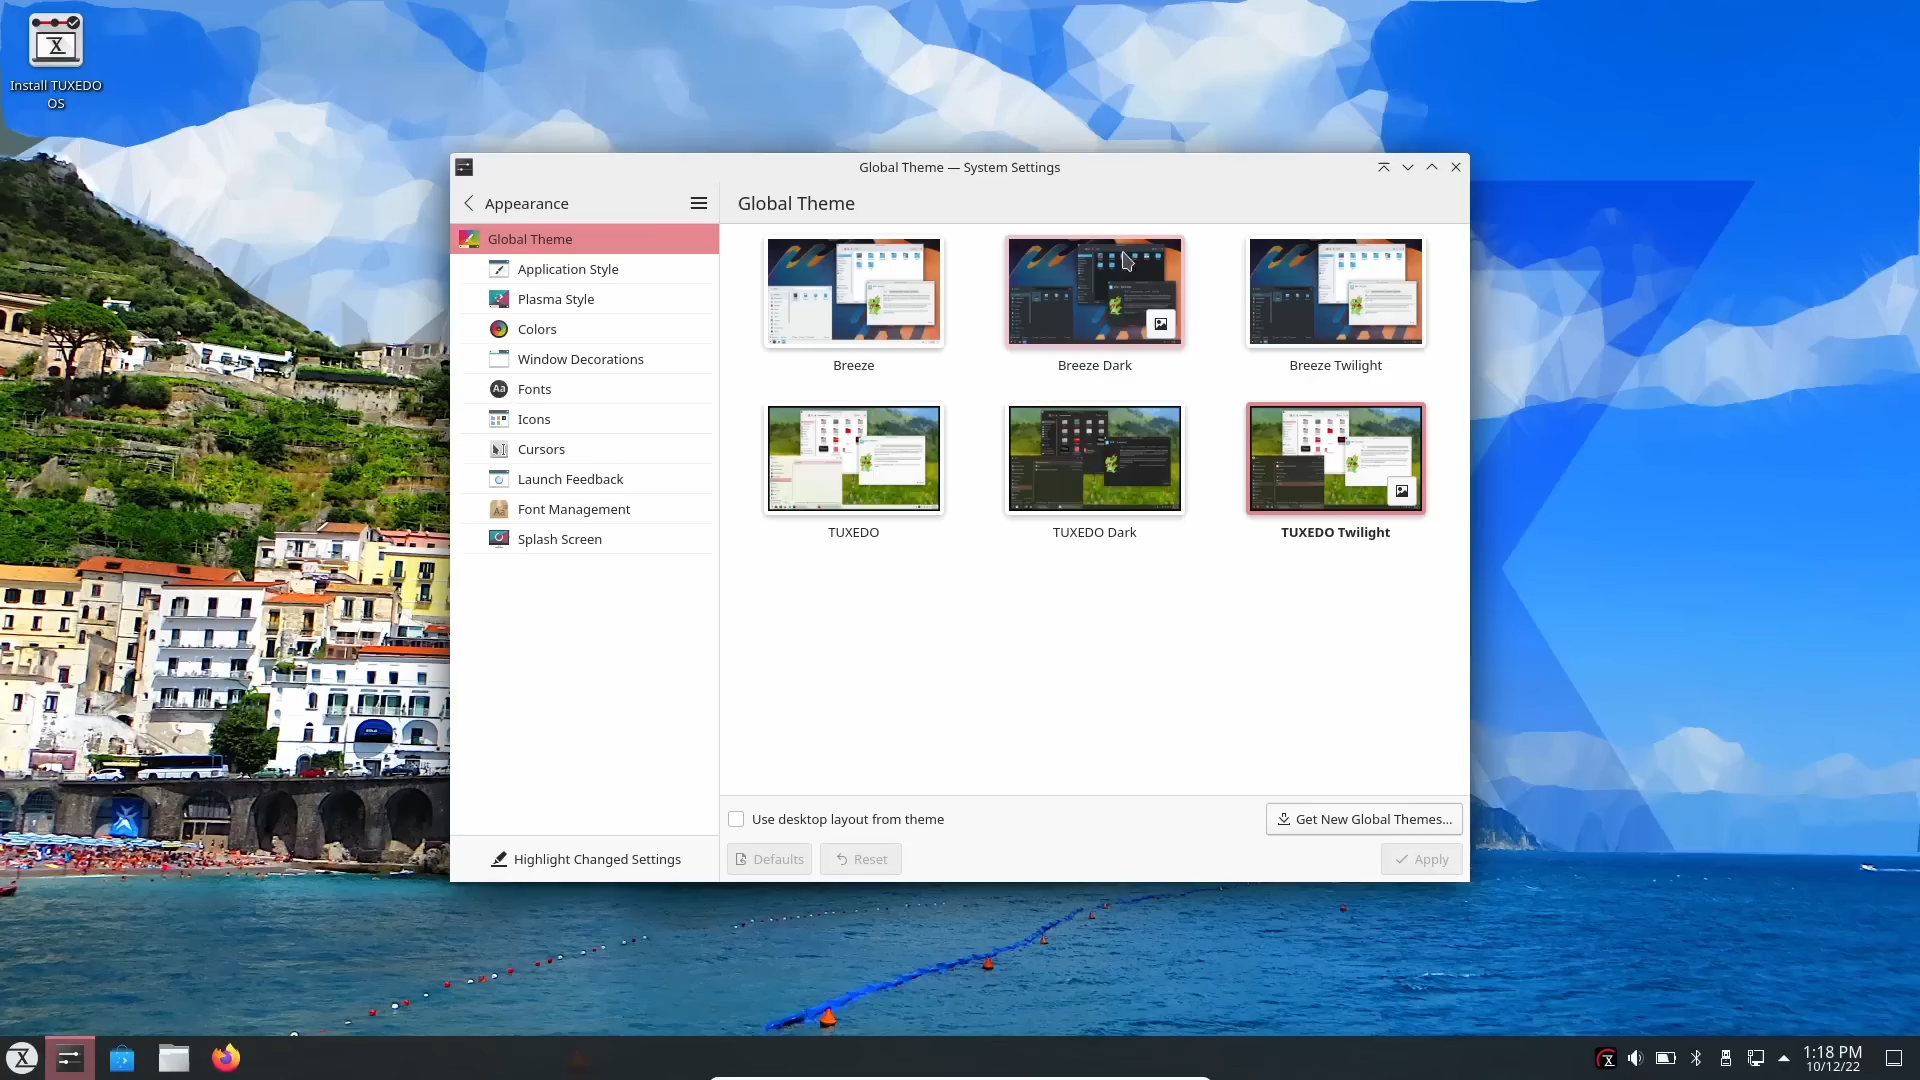 Install TUXEDO
OS
Global Theme — System Settings
Appearance
Global Theme
Global Theme
Application Style
Plasma Style
Colors
Window Decorations
Fonts
Icons
Cursors
Launch Feedback
Font Management
Splash Screen
Highlight Changed Settings
Breeze
Breeze Dark
Breeze Twilight
TUXEDO
TUXEDO Dark
TUXEDO Twilight
Use desktop layout from theme
Get New Global Themes...
Defaults
Reset
Apply
1:18 PM
10/12/22